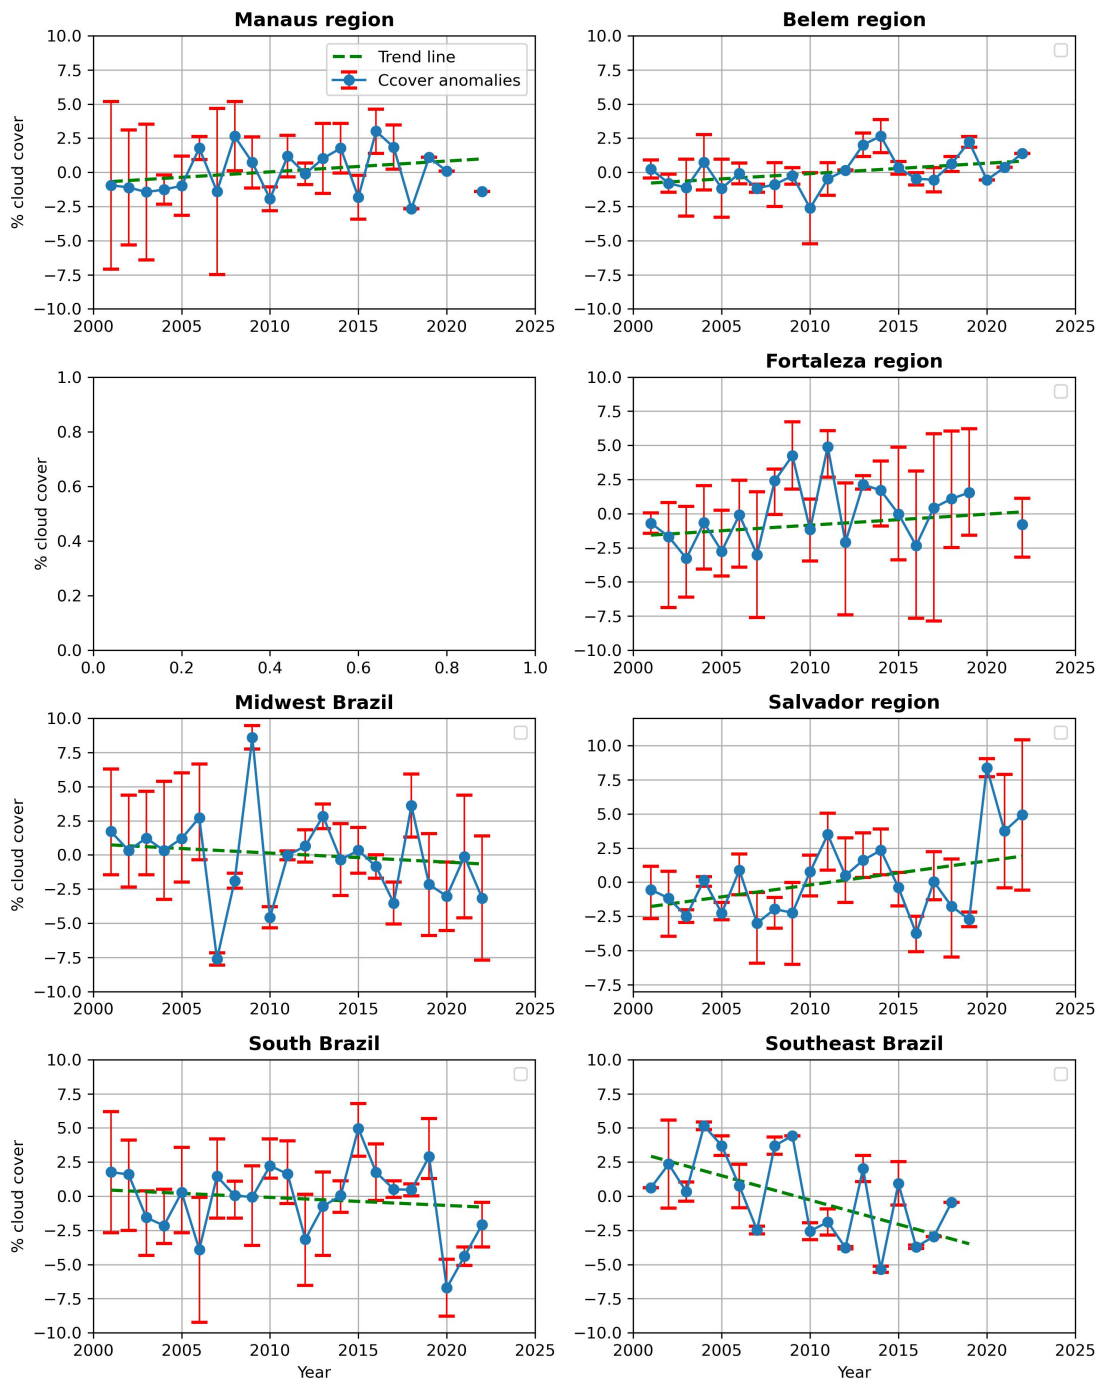 Manaus region
10.0
7.5
5.0
2.5
0.0
−2.5
−5.0
−7.5
−10.0
% cloud cover
Trend line
Ccover anomalies
2000 2005 2010 2015 2020 2025
Belem region
10.0
7.5
5.0
2.5
0.0
−2.5
−5.0
−7.5
−10.0
2000 2005 2010 2015 2020 2025
1.0
0.8
0.6
0.4
0.2
0.0
% cloud cover
0.0 0.2 0.4 0.6 0.8 1.0
Fortaleza region
10.0
7.5
5.0
2.5
0.0
−2.5
−5.0
−7.5
−10.0
2000 2005 2010 2015 2020 2025
Midwest Brazil
10.0
7.5
5.0
2.5
0.0
−2.5
−5.0
−7.5
−10.0
% cloud cover
2000 2005 2010 2015 2020 2025
Salvador region
10.0
7.5
5.0
2.5
0.0
−2.5
−5.0
−7.5
2000 2005 2010 2015 2020 2025
South Brazil
10.0
7.5
5.0
2.5
0.0
−2.5
−5.0
−7.5
−10.0
% cloud cover
2000 2005 2010 2015 2020 2025
Year
Southeast Brazil
10.0
7.5
5.0
2.5
0.0
−2.5
−5.0
−7.5
−10.0
2000 2005 2010 2015 2020 2025
Year